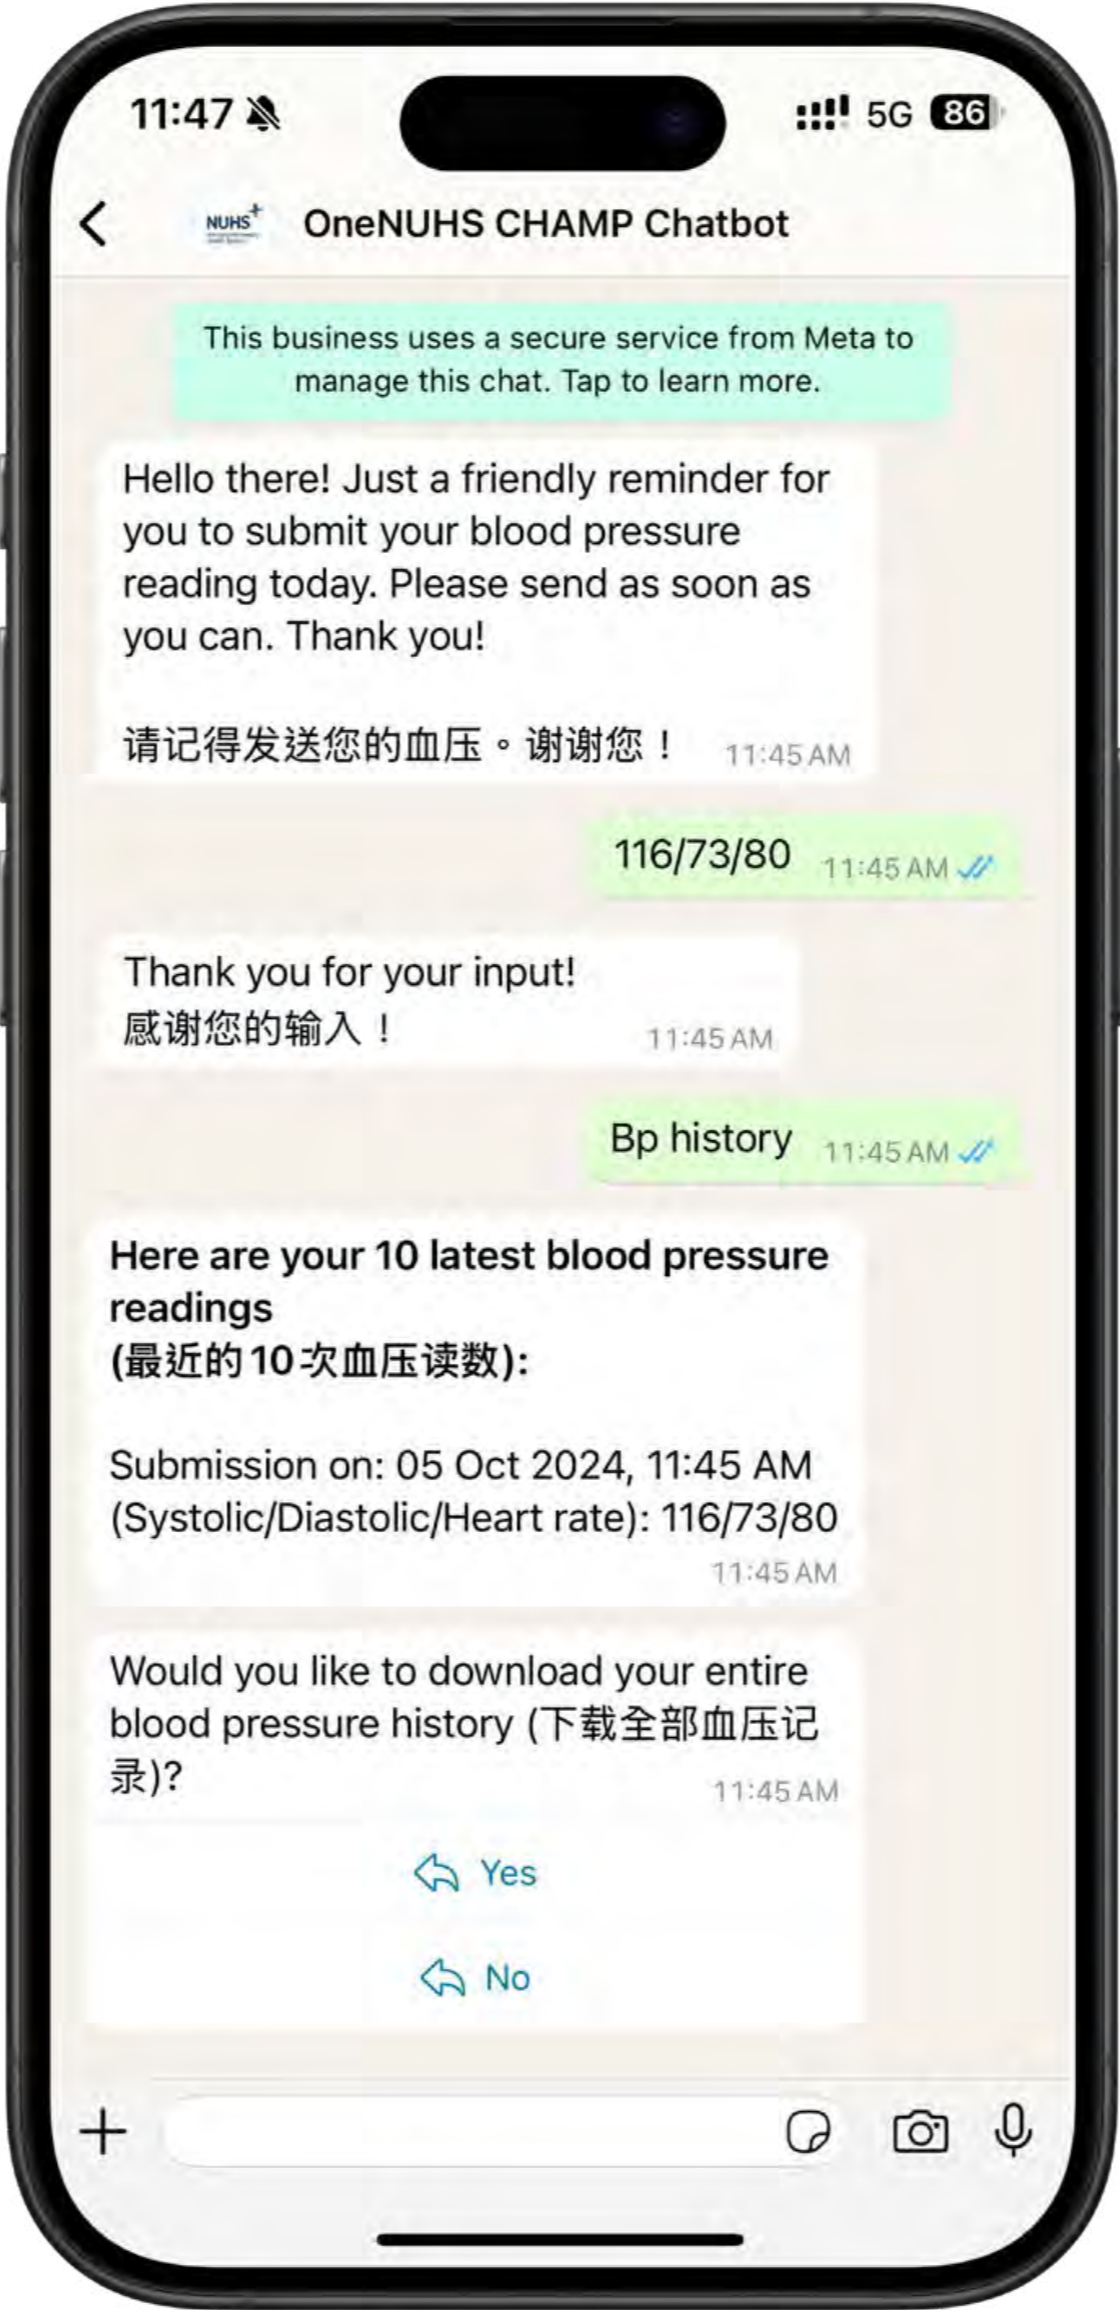 11:47
5G
86
NUHS
OneNUHS CHAMP Chatbot
This business uses a secure service from Meta to
manage this chat. Tap to learn more.
Hello there! Just a friendly reminder for
you to submit your blood pressure
reading today. Please send as soon as
you can. Thank you!
请记得发送您的血压。谢谢您！
11:45 AM
116/73/80
11:45 AM
Thank you for your input!
感谢您的输入！
11:45 AM
Bp history
11:45 AM
Here are your 10 latest blood pressure
readings
(最近的10次血压读数):
Submission on: 05 Oct 2024, 11:45 AM
(Systolic/Diastolic/Heart rate): 116/73/80
11:45 AM
Would you like to download your entire
blood pressure history (下载全部血压记
录)?
11:45 AM
Yes
No